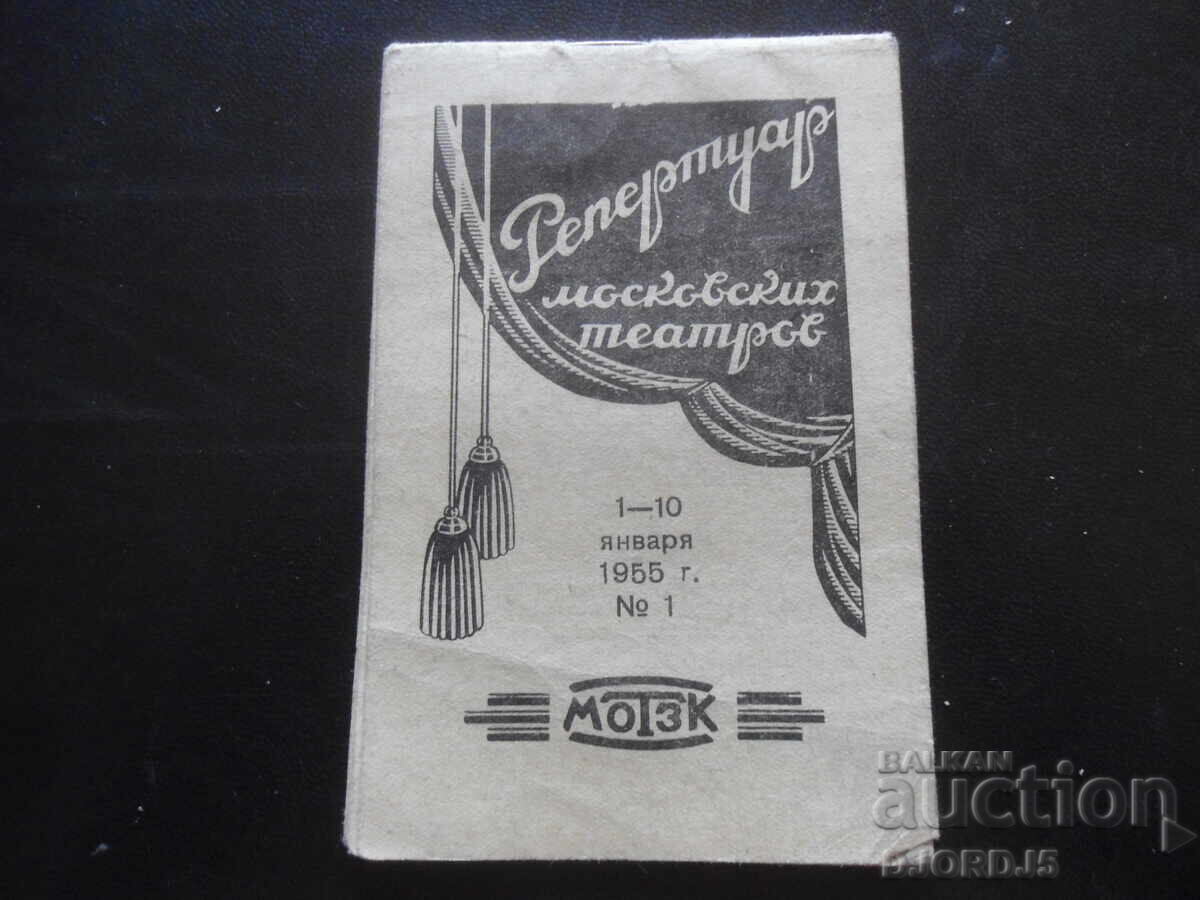 Репертуар
московских
театров
1—10
января
1955 г.
№ 1
МОТЗК
BALKAN
auction
DJORDJ5